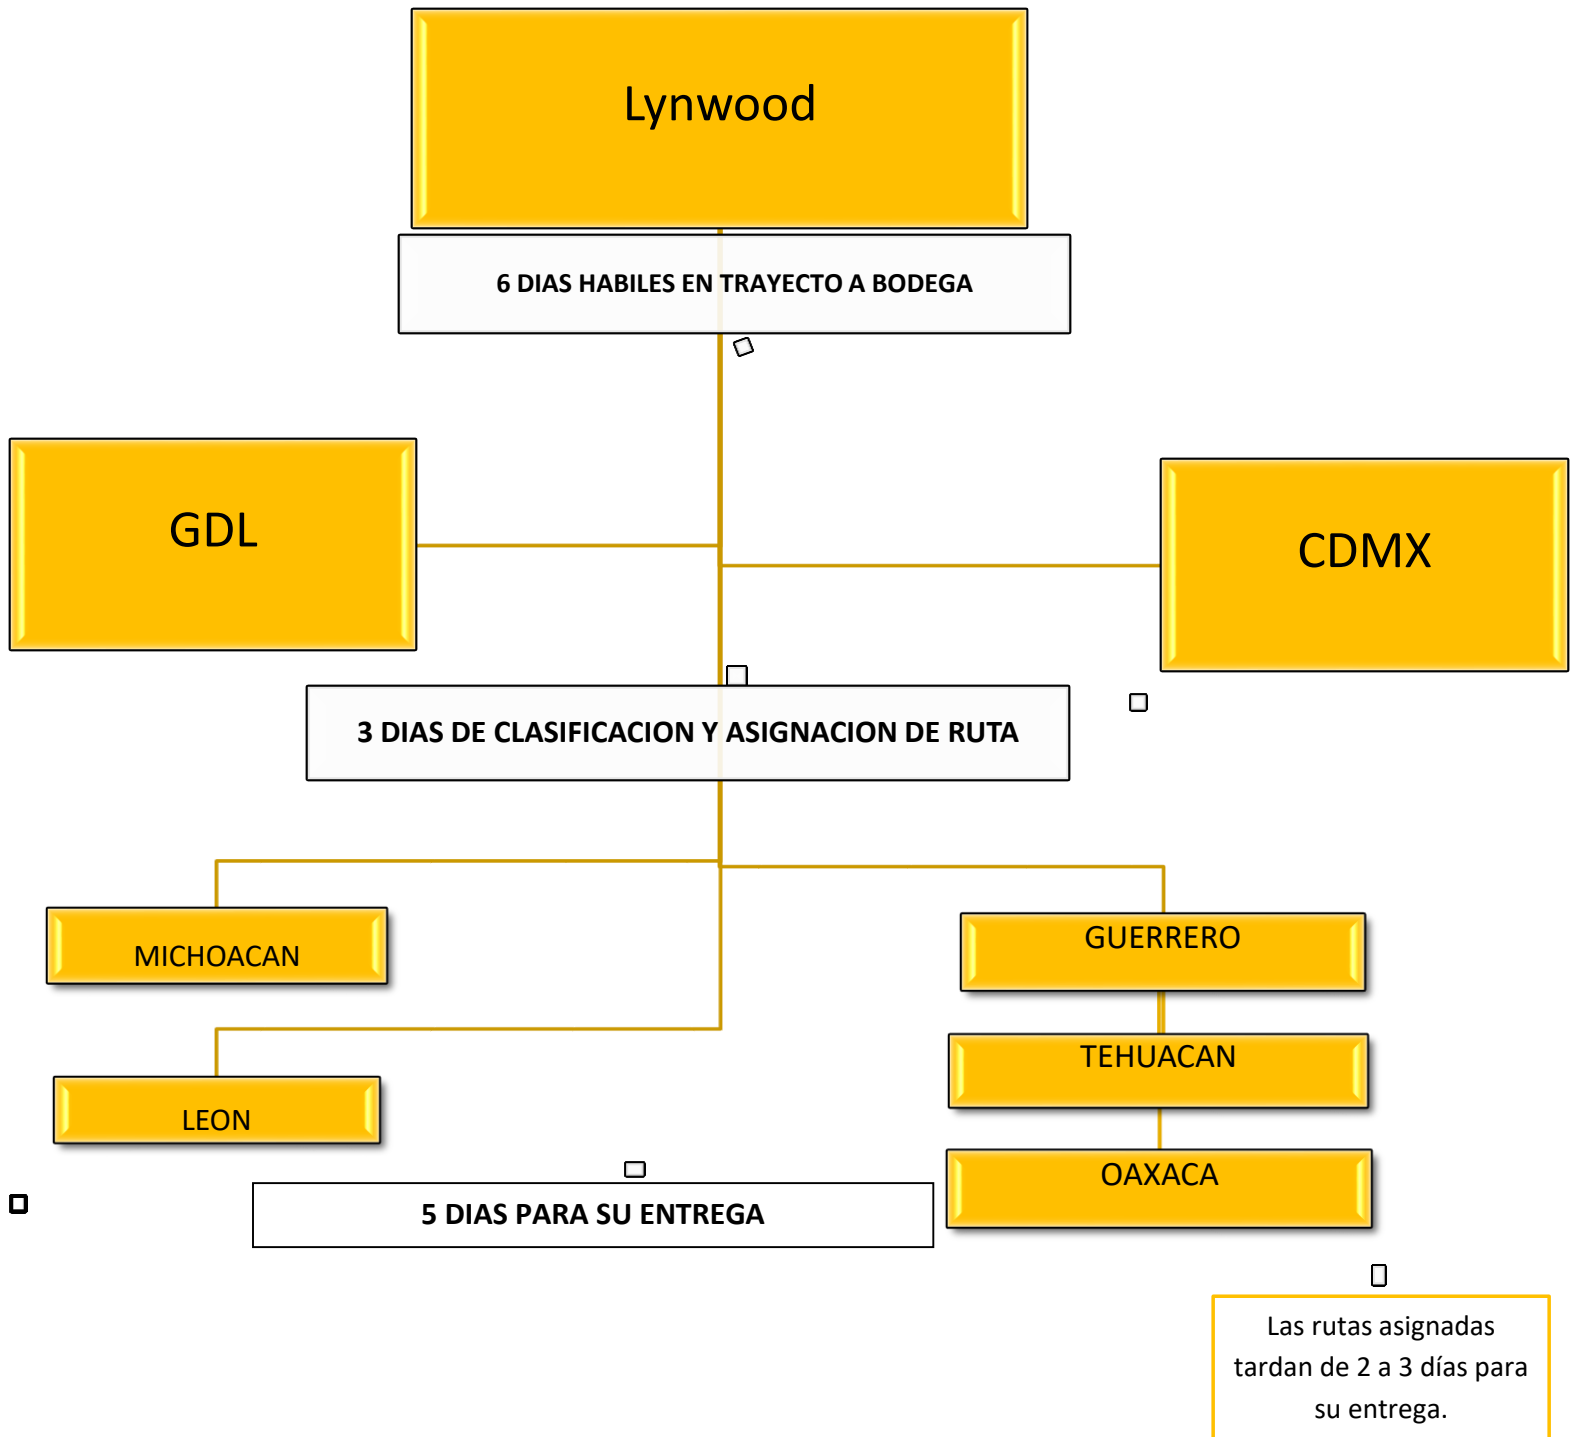 Lynwood
6 DIAS HABILES EN TRAYECTO A BODEGA
GDL
CDMX
3 DIAS DE CLASIFICACION Y ASIGNACION DE RUTA
MICHOACAN
LEON
GUERRERO
TEHUACAN
OAXACA
5 DIAS PARA SU ENTREGA
Las rutas asignadas
tardan de 2 a 3 días para
su entrega.